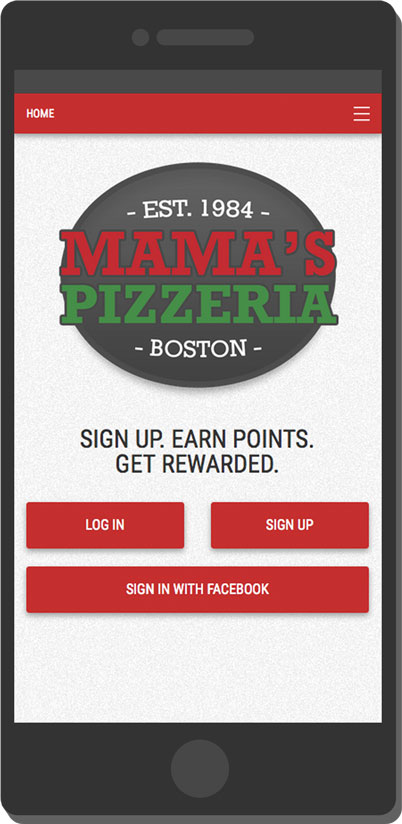 HOME
- EST. 1984 -
MAMA'S
PIZZERIA
- BOSTON -
SIGN UP. EARN POINTS.
GET REWARDED.
LOG IN
SIGN UP
SIGN IN WITH FACEBOOK